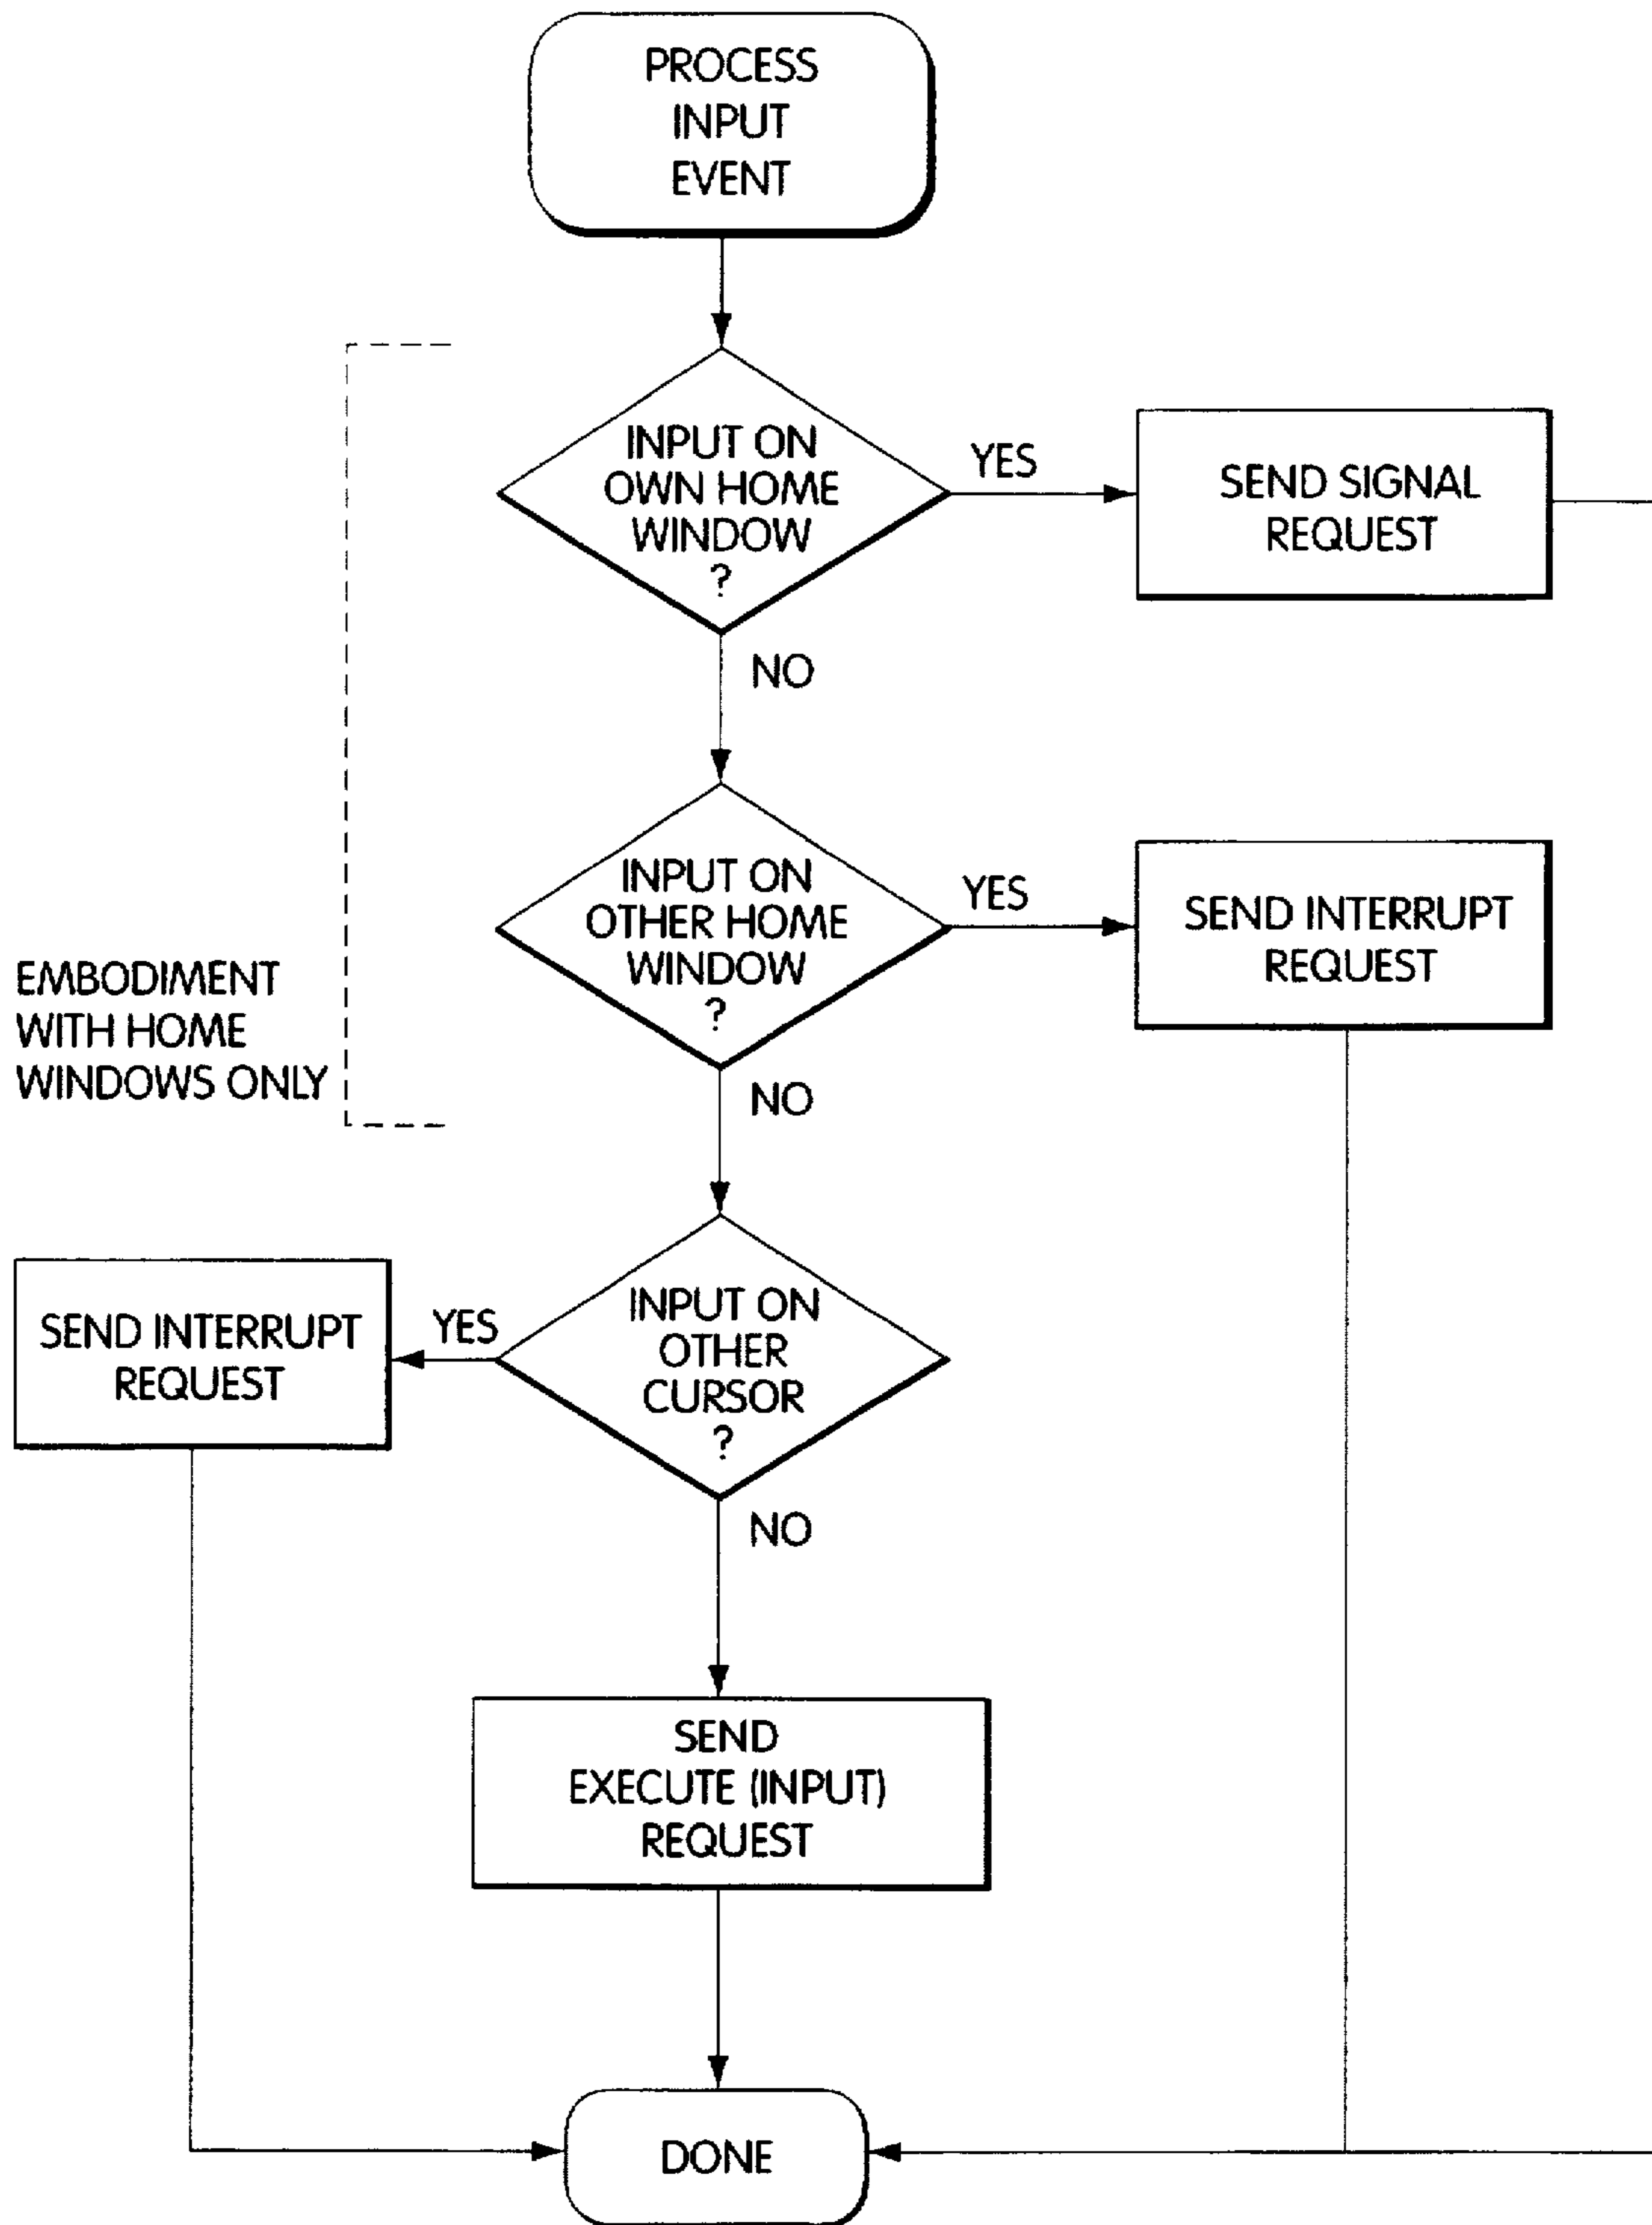 PROCESS
INPUT
EVENT
INPUT ON
OWN HOME
WINDOW
?
YES
SEND SIGNAL
REQUEST
NO
INPUT ON
OTHER HOME
WINDOW
?
YES
SEND INTERRUPT
REQUEST
EMBODIMENT
WITH HOME
WINDOWS ONLY
NO
INPUT ON
OTHER
CURSOR
?
YES
SEND INTERRUPT
REQUEST
NO
SEND
EXECUTE (INPUT)
REQUEST
DONE